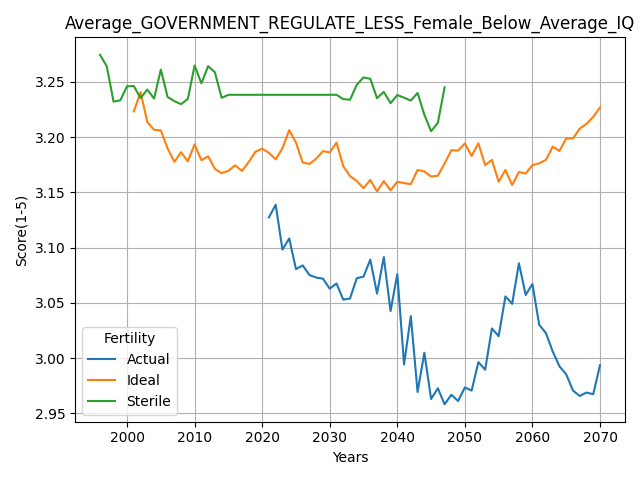 Average_GOVERNMENT_REGULATE_LESS_Female_Below_Average_IQ
3.25
3.20
3.15
3.10
3.05
3.00
2.95
Score(1-5)
Fertility
Actual
Ideal
Sterile
2000 2010 2020 2030 2040 2050 2060 2070
Years